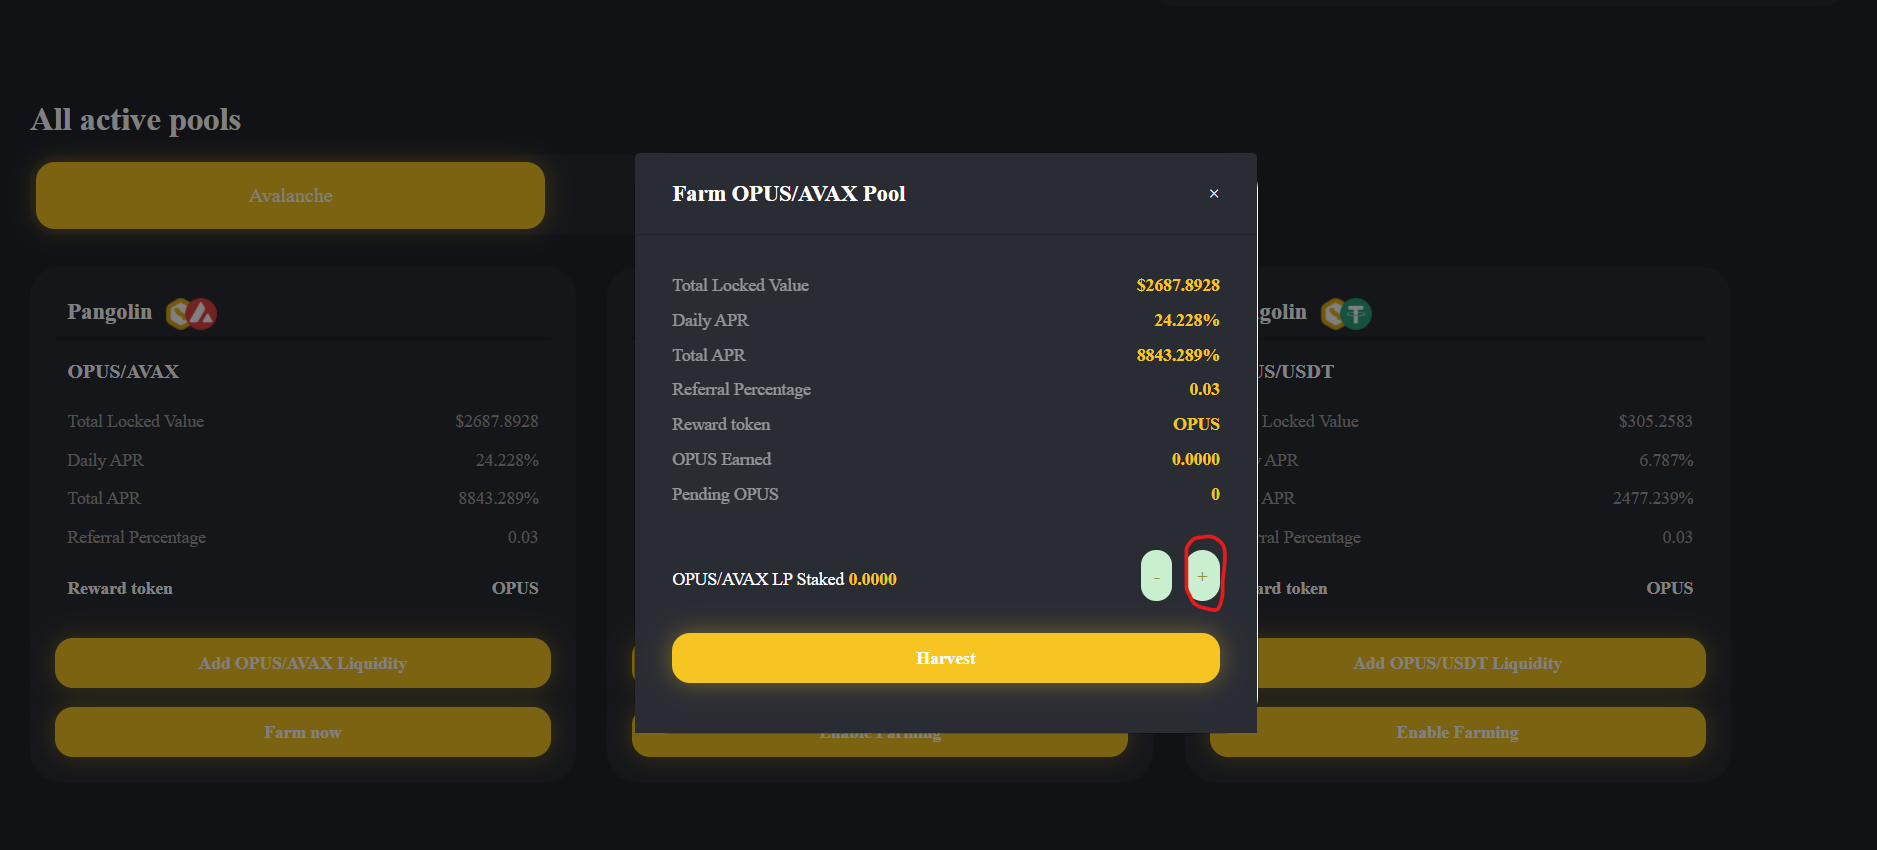 All active pools
Avalanche
Pangolin
OPUS/AVAX
Total Locked Value $2687.8928
Daily APR 24.228%
Total APR 8843.289%
Referral Percentage 0.03
Reward token OPUS
Add OPUS/AVAX Liquidity
Farm now
Farm OPUS/AVAX Pool ×
Total Locked Value $2687.8928
Daily APR 24.228%
Total APR 8843.289%
Referral Percentage 0.03
Reward token OPUS
OPUS Earned 0.0000
Pending OPUS 0
OPUS/AVAX LP Staked 0.0000 - +
Harvest
Enable Farming
golin
US/USDT
Locked Value $305.2583
APR 6.787%
APR 2477.239%
rral Percentage 0.03
ard token OPUS
Add OPUS/USDT Liquidity
Enable Farming